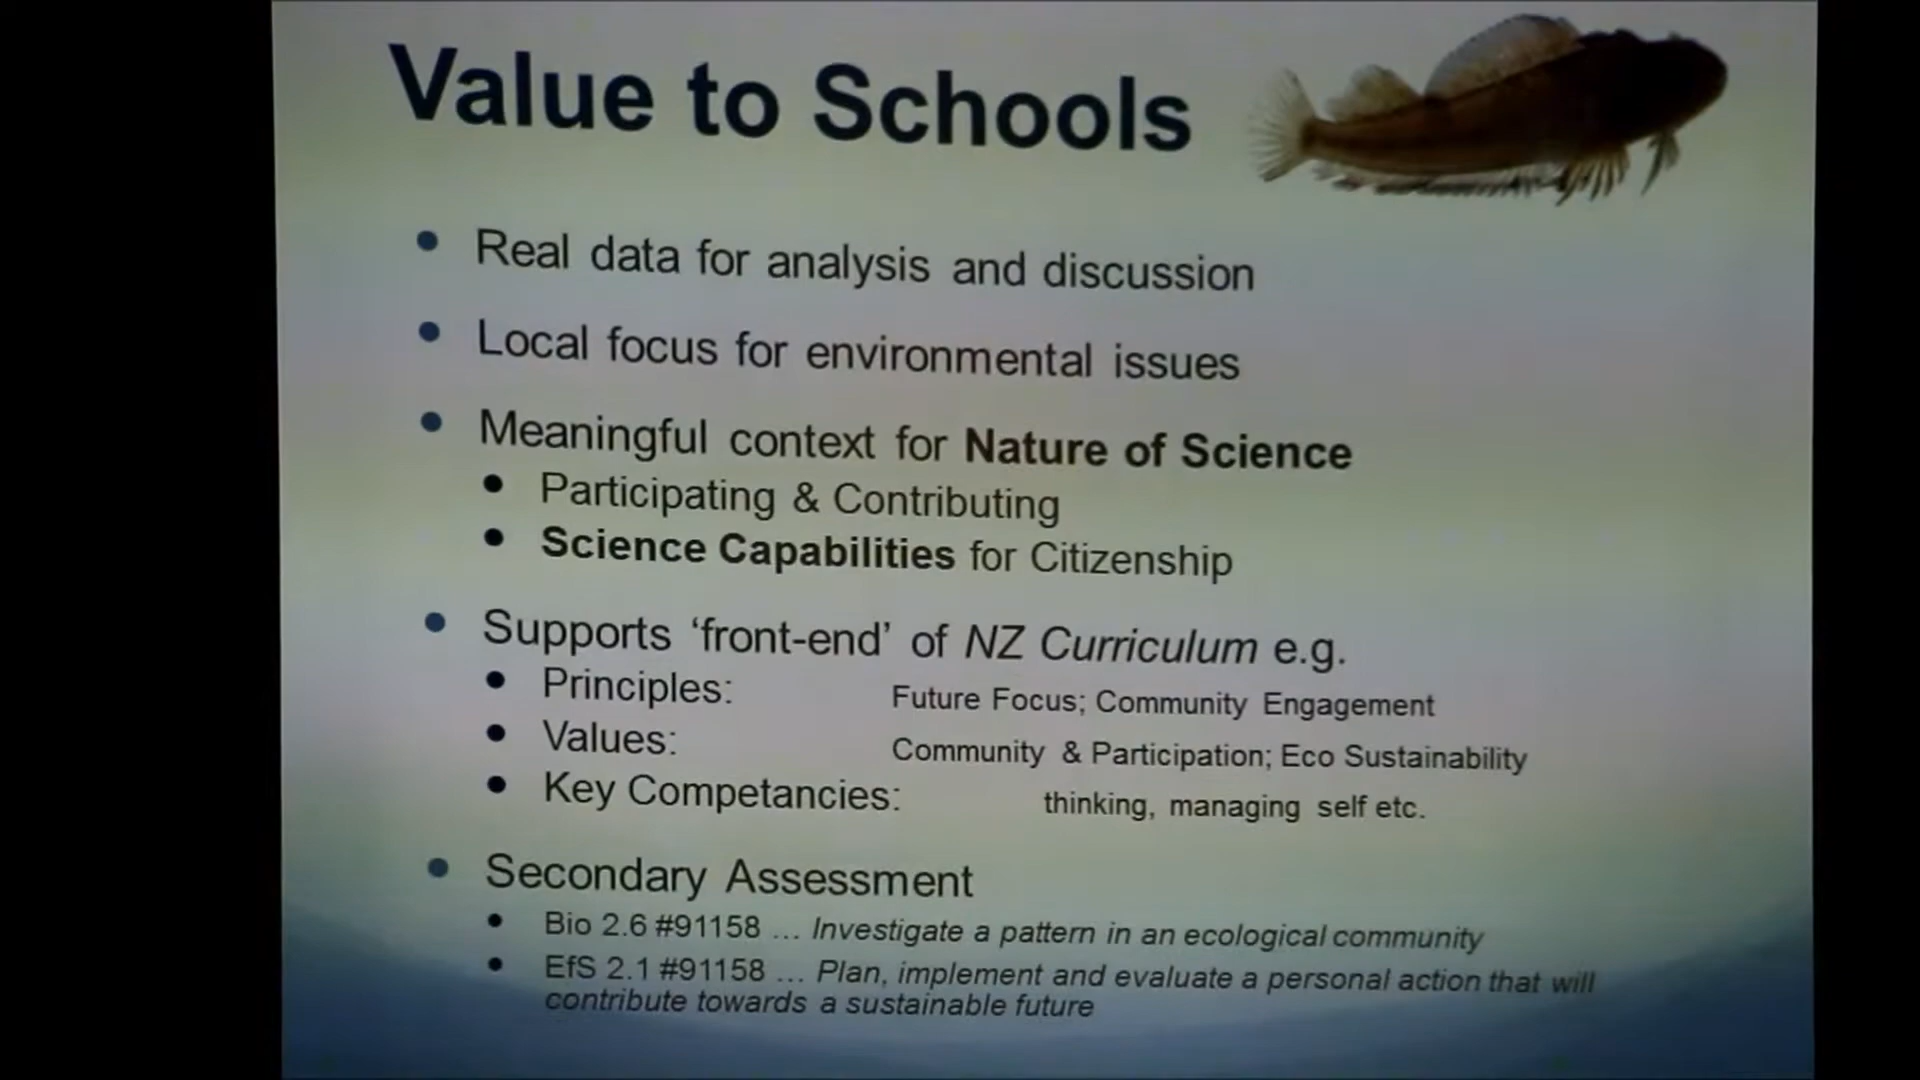 Value to Schools
Real data for analysis and discussion
Local focus for environmental issues
Meaningful context for Nature of Science
Participating & Contributing
Science Capabilities for Citizenship
Supports ‘front-end’ of NZ Curriculum e.g.
Principles: Future Focus; Community Engagement
Values: Community & Participation; Eco Sustainability
Key Competancies: thinking, managing self etc.
Secondary Assessment
Bio 2.6 #91158 ... Investigate a pattern in an ecological community
EfS 2.1 #91158 ... Plan, implement and evaluate a personal action that will
contribute towards a sustainable future